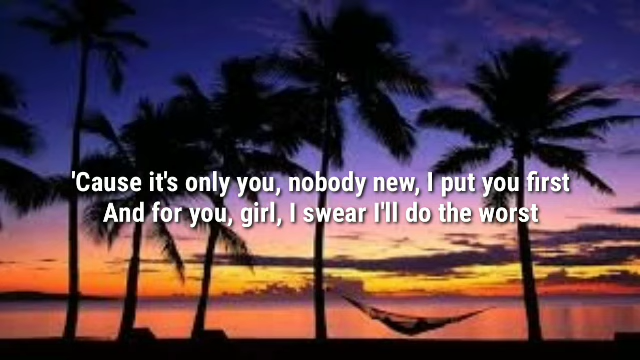 'Cause it's only you, nobody new, I put you first
And for you, girl, I swear I'll do the worst